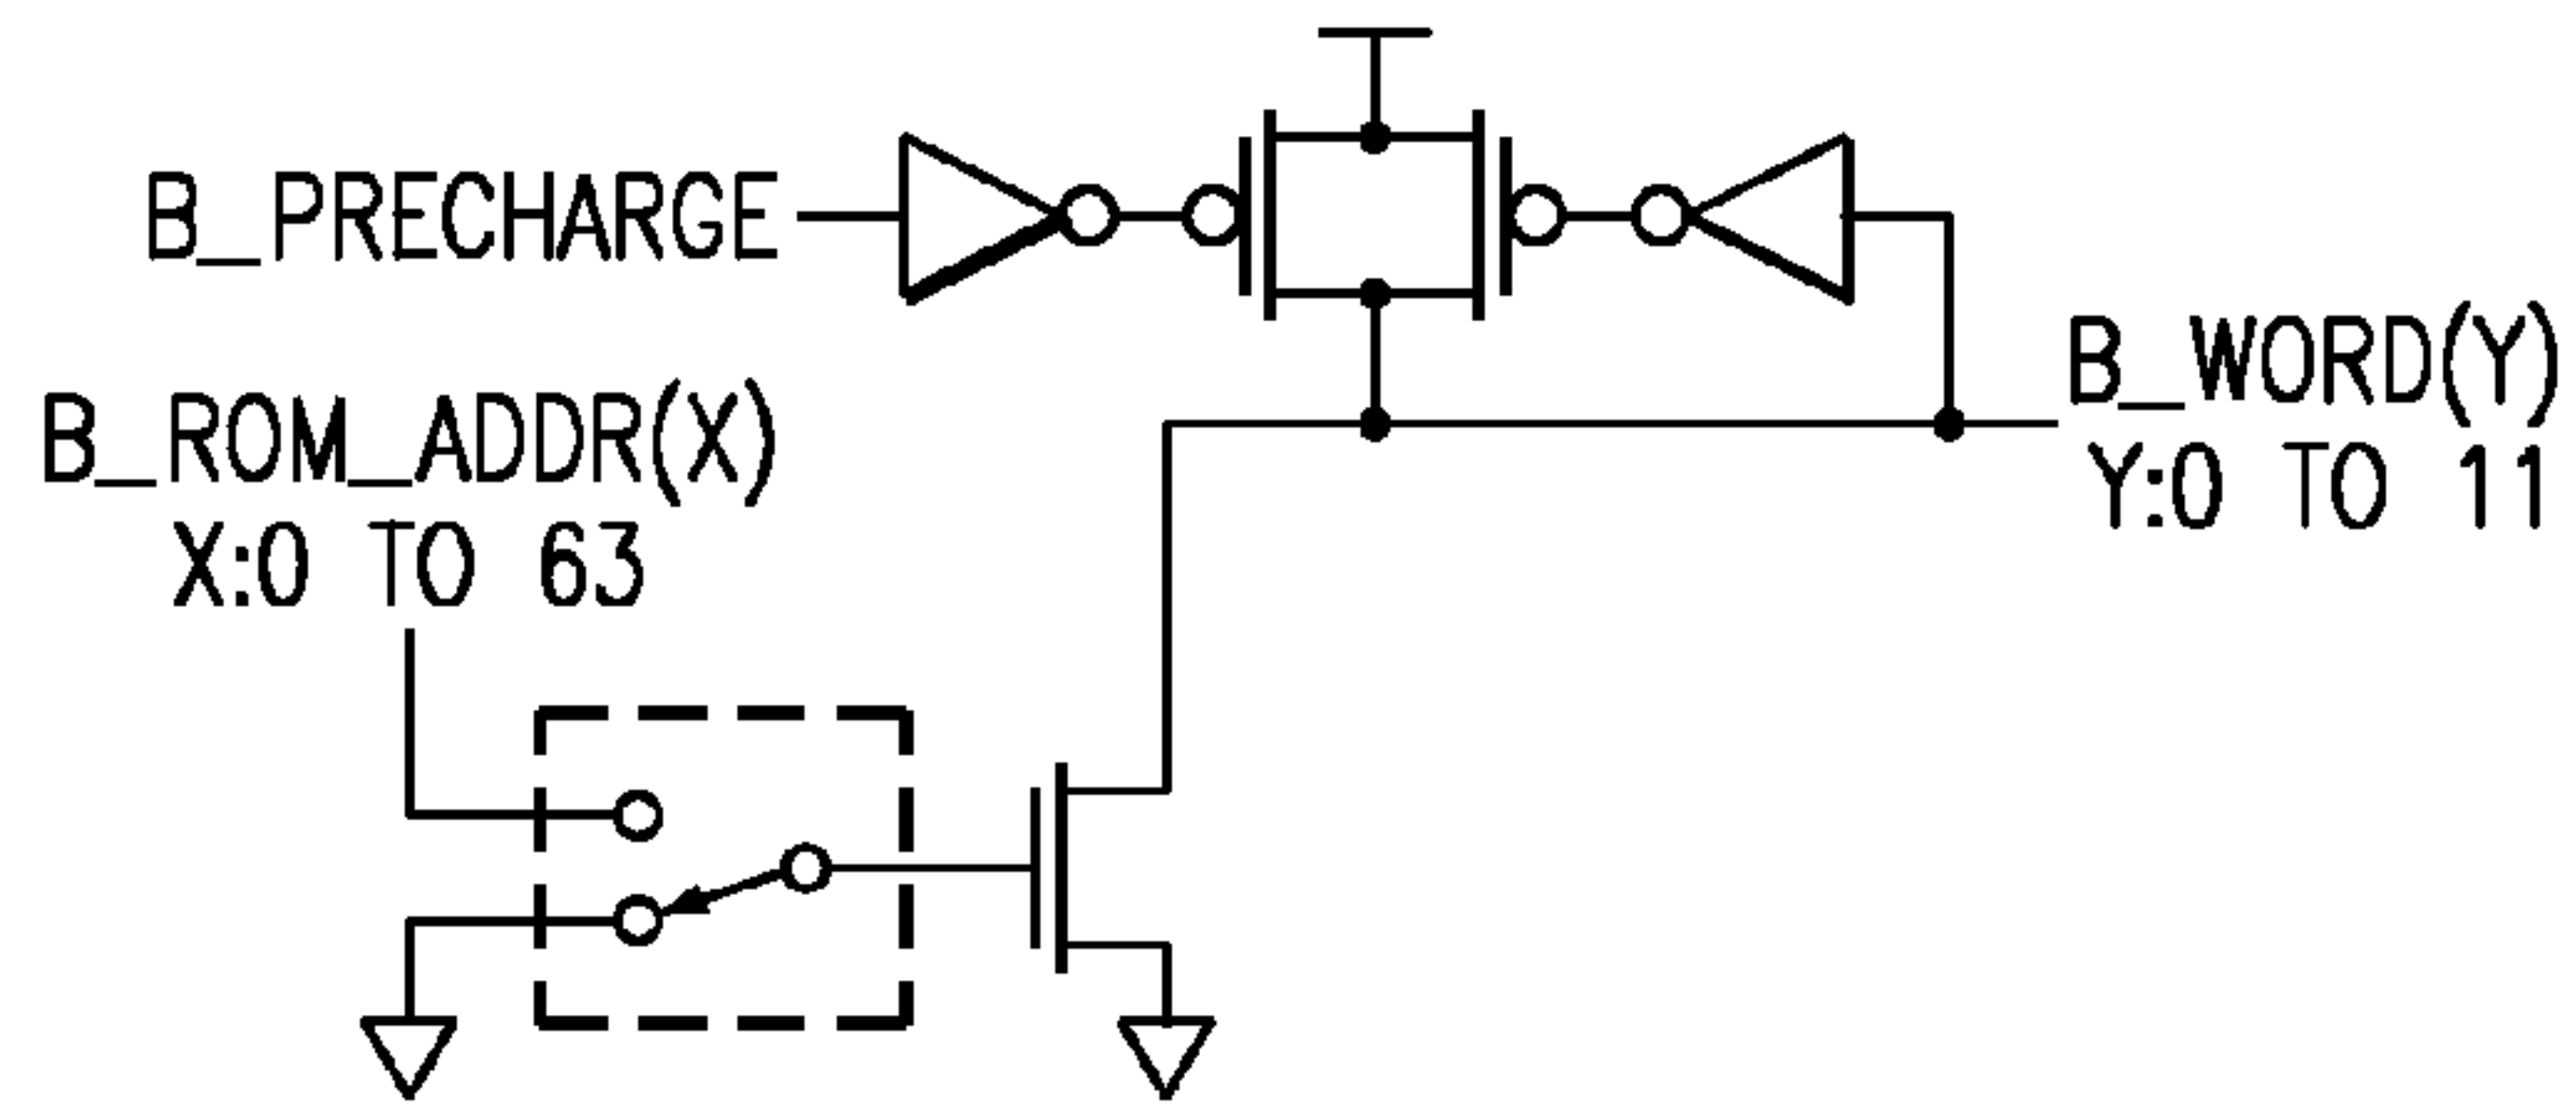 B_PRECHARGE
B_ROM_ADDR(X)
X:0 TO 63
B_WORD(Y)
Y:0 TO 11